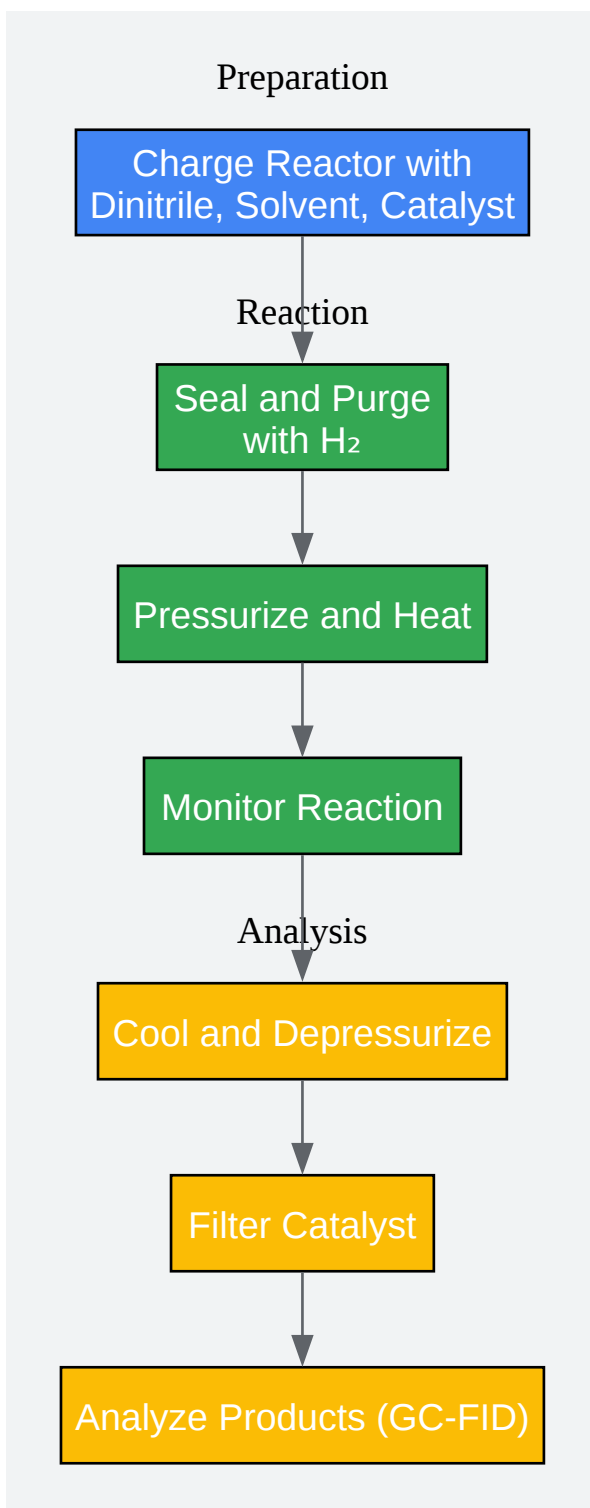 Preparation
Charge Reactor with
Dinitrile, Solvent, Catalyst
Reaction
Seal and Purge
with H₂
Pressurize and Heat
Monitor Reaction
Analysis
Cool and Depressurize
Filter Catalyst
Analyze Products (GC-FID)